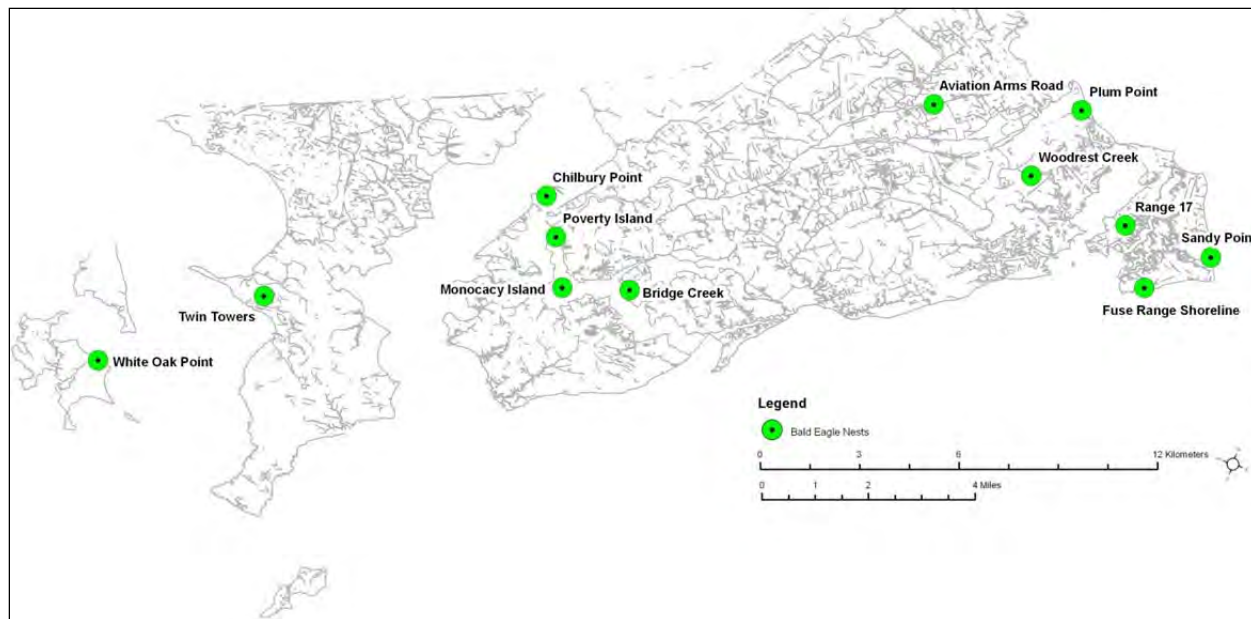 Aviation Arms Road
Plum Point
Woodrest Creek
Chilbury Point
Range 17
Poverty Island
Sandy Point
Monocacy Island
Bridge Creek
Fuse Range Shoreline
Twin Towers
White Oak Point
Legend
Bald Eagle Nests
0 3 6 12 Kilometers
0 1 2 4 Miles